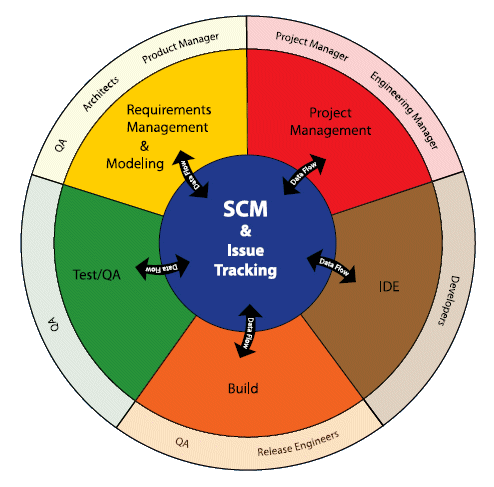 Product Manager
Architects
QA
Project Manager
Engineering Manager
Requirements
Management
&
Modeling
Project
Management
Data Flow
Data Flow
SCM
&
Issue
Tracking
Data Flow
Data Flow
Test/QA
IDE
Developers
QA
Data Flow
Build
QA
Release Engineers